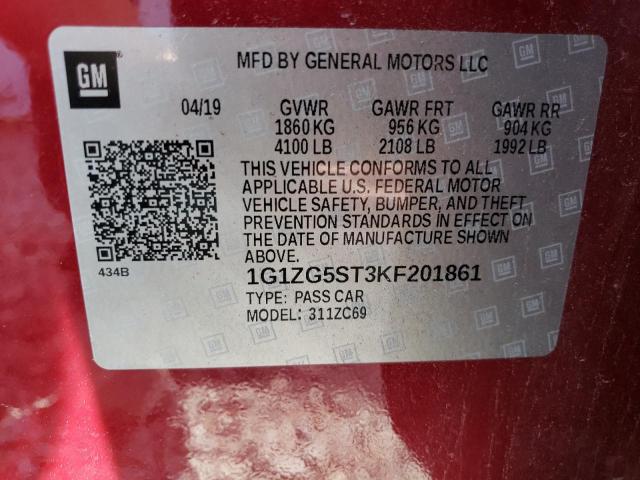 GM
MFD BY GENERAL MOTORS LLC
04/19 GVWR GAWR FRT GAWR RR
1860 KG 956 KG 904 KG
4100 LB 2108 LB 1992 LB
THIS VEHICLE CONFORMS TO ALL
APPLICABLE U.S. FEDERAL MOTOR
VEHICLE SAFETY, BUMPER, AND THEFT
PREVENTION STANDARDS IN EFFECT ON
THE DATE OF MANUFACTURE SHOWN
ABOVE.
434B
1G1ZG5ST3KF201861
TYPE: PASS CAR
MODEL: 311ZC69